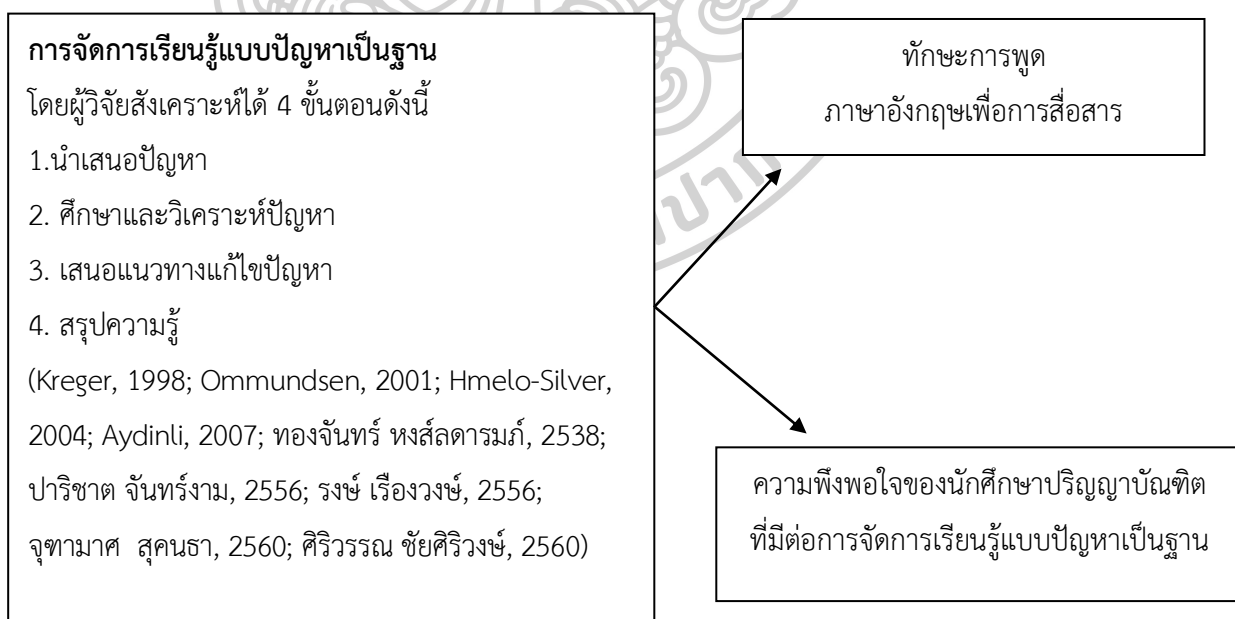 การจัดการเรียนรู้แบบปัญหาเป็นฐาน
โดยผู้วิจัยสังเคราะห์ได้ 4 ขั้นตอนดังนี้
1.นำเสนอปัญหา
2. ศึกษาและวิเคราะห์ปัญหา
3. เสนอแนวทางแก้ไขปัญหา
4. สรุปความรู้
(Kreger, 1998; Ommundsen, 2001; Hmelo-Silver,
2004; Aydinli, 2007; ทองจันทร์ หงส์ลดารมภ์, 2538;
ปาริชาต จันทร์งาม, 2556; รงษ์ เรืองวงษ์, 2556;
จุฑามาศ สุคนธา, 2560; ศิริวรรณ ชัยศิริวงษ์, 2560)
ทักษะการพูด
ภาษาอังกฤษเพื่อการสื่อสาร
ความพึงพอใจของนักศึกษาปริญญาบัณฑิต
ที่มีต่อการจัดการเรียนรู้แบบปัญหาเป็นฐาน